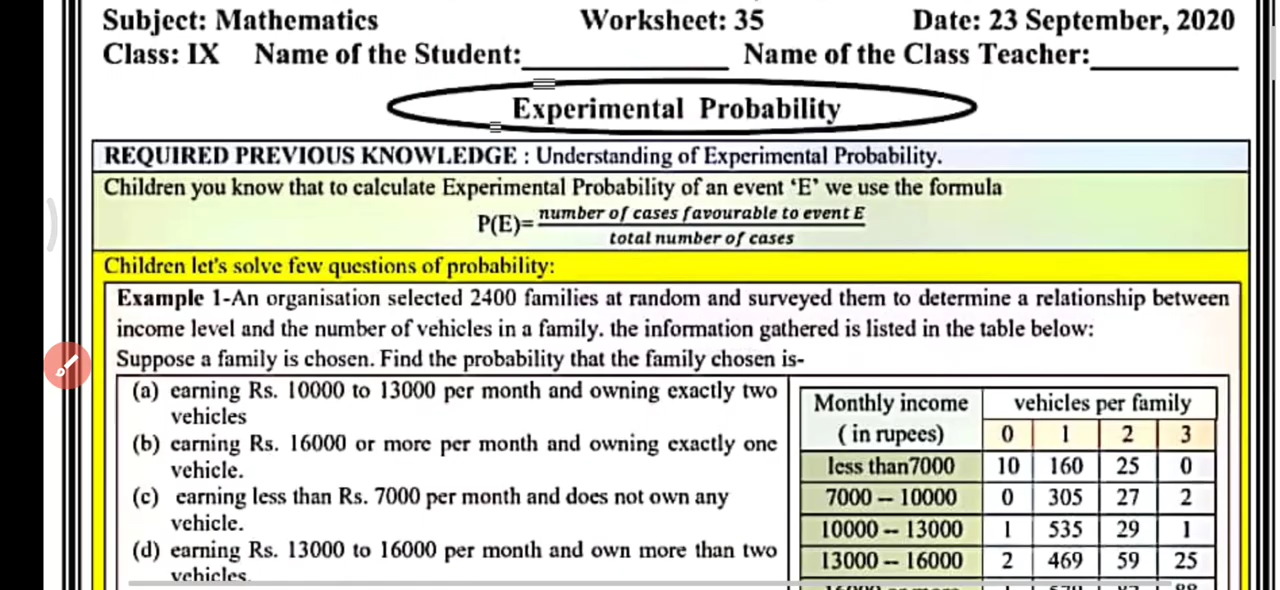 Subject: Mathematics Worksheet: 35 Date: 23 September, 2020
Class: IX Name of the Student:____________ Name of the Class Teacher:_________
Experimental Probability
REQUIRED PREVIOUS KNOWLEDGE : Understanding of Experimental Probability.
Children you know that to calculate Experimental Probability of an event ‘E’ we use the formula
P(E)= number of cases favourable to event E
total number of cases
Children let's solve few questions of probability:
Example 1-An organisation selected 2400 families at random and surveyed them to determine a relationship between
income level and the number of vehicles in a family. the information gathered is listed in the table below:
Suppose a family is chosen. Find the probability that the family chosen is-
(a) earning Rs. 10000 to 13000 per month and owning exactly two
vehicles
(b) earning Rs. 16000 or more per month and owning exactly one
vehicle.
(c) earning less than Rs. 7000 per month and does not own any
vehicle.
(d) earning Rs. 13000 to 16000 per month and own more than two
vehicles.
Monthly income vehicles per family
( in rupees) 0 1 2 3
less than7000 10 160 25 0
7000 – 10000 0 305 27 2
10000 – 13000 1 535 29 1
13000 – 16000 2 469 59 25